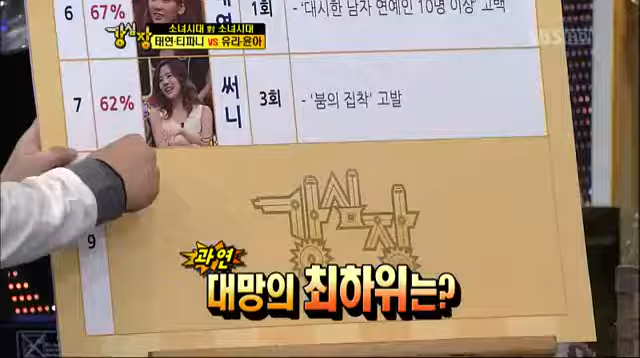 소녀시대 對 소녀시대
강심장
태연·티파니 VS 유리·윤아
SBS
6 67% 1회 - '대시한 남자 연예인 10명 이상' 고백
7 62% 써니 3회 - '붐의 집착' 고발
강심장
9
과연
대망의 최하위는?